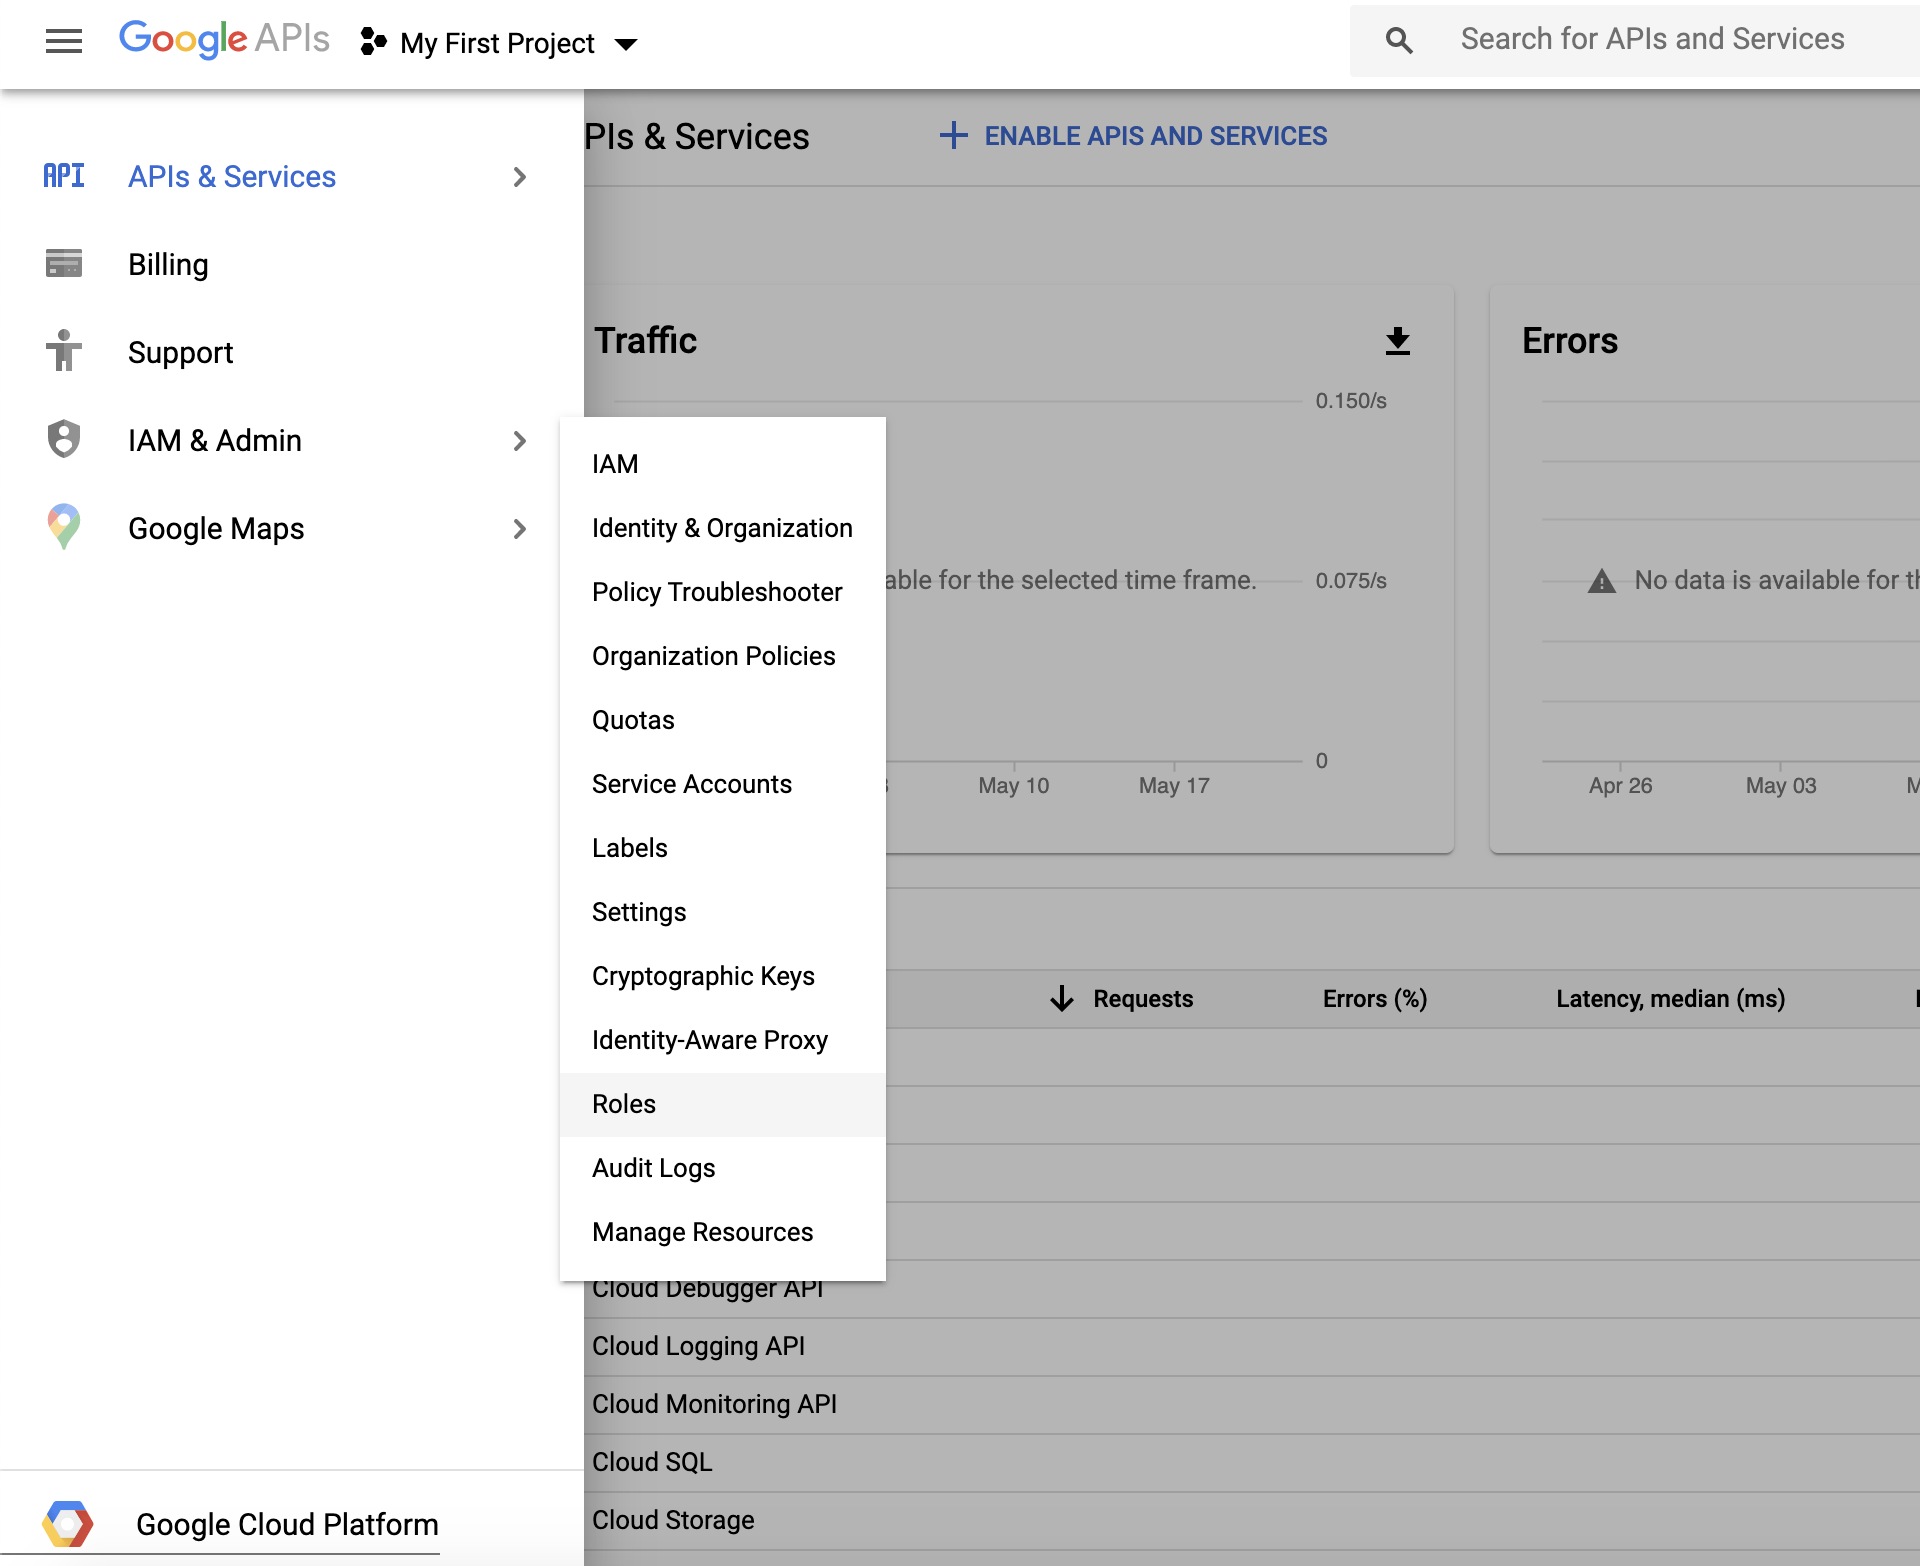 Google APIs My First Project
Search for APIs and Services
PIs & Services
ENABLE APIS AND SERVICES
API APIs & Services
Billing
Support
IAM & Admin
Google Maps
IAM
Identity & Organization
Policy Troubleshooter
Organization Policies
Quotas
Service Accounts
Labels
Settings
Cryptographic Keys
Identity-Aware Proxy
Roles
Audit Logs
Manage Resources
Traffic
0.150/s
able for the selected time frame.
0.075/s
0
May 10 May 17
Errors
No data is available for th
Apr 26 May 03 M
Requests Errors (%) Latency, median (ms)
Cloud Debugger API
Cloud Logging API
Cloud Monitoring API
Cloud SQL
Cloud Storage
Google Cloud Platform